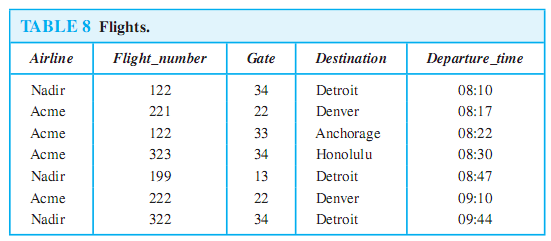 TABLE 8 Flights.
Airline Flight_number Gate Destination Departure_time
Nadir 122 34 Detroit 08:10
Acme 221 22 Denver 08:17
Acme 122 33 Anchorage 08:22
Acme 323 34 Honolulu 08:30
Nadir 199 13 Detroit 08:47
Acme 222 22 Denver 09:10
Nadir 322 34 Detroit 09:44